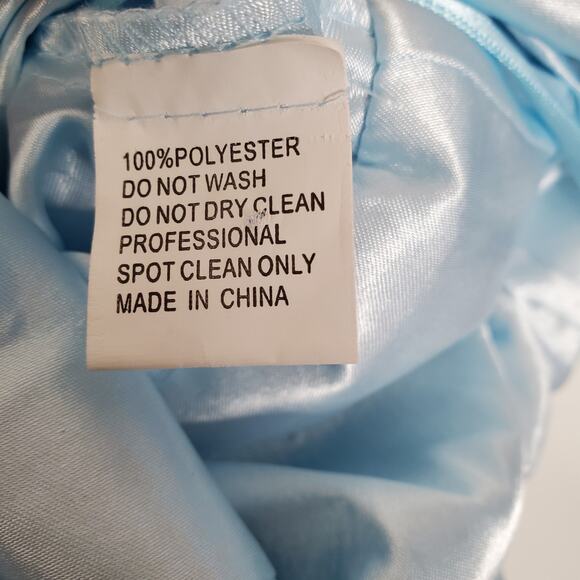 100%POLYESTER
DO NOT WASH
DO NOT DRY CLEAN
PROFESSIONAL
SPOT CLEAN ONLY
MADE IN CHINA